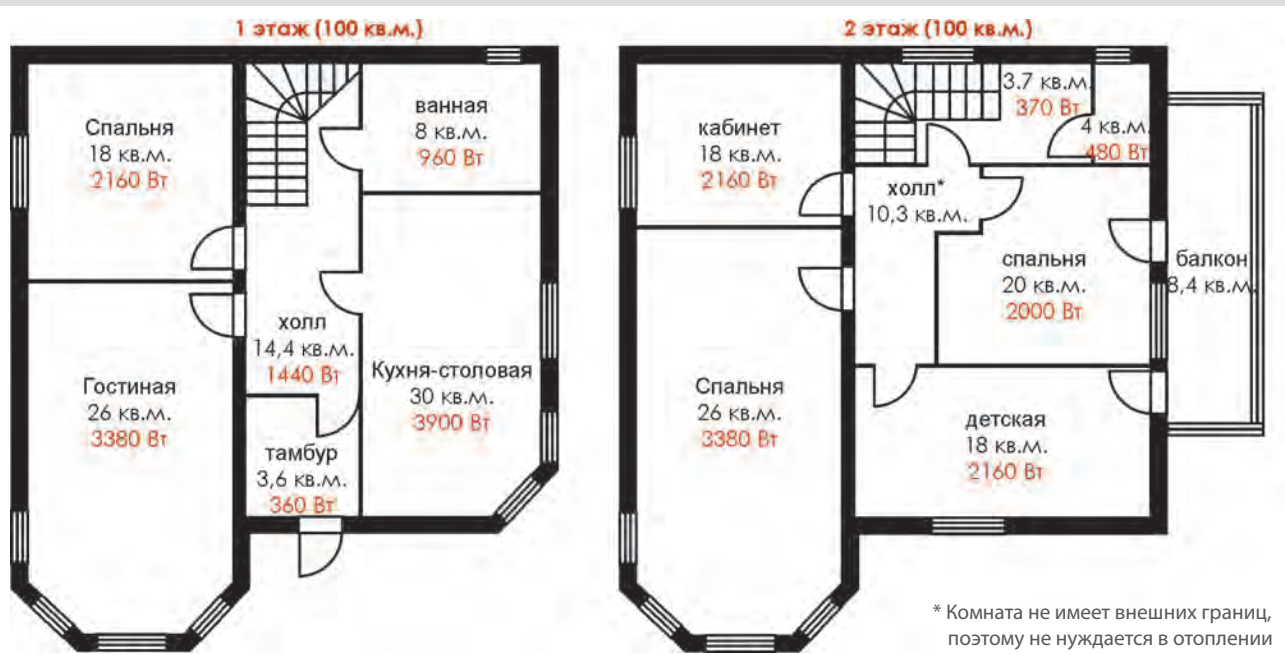 1 этаж (100 кв.м.)
Спальня
18 кв.м.
2160 Вт
ванная
8 кв.м.
960 Вт
холл
14,4 кв.м.
1440 Вт
Кухня-столовая
30 кв.м.
3900 Вт
Гостиная
26 кв.м.
3380 Вт
тамбур
3,6 кв.м.
360 Вт
2 этаж (100 кв.м.)
3.7 кв.м.
370 Вт
4 кв.м.
480 Вт
кабинет
18 кв.м.
2160 Вт
холл*
10,3 кв.м.
спальня
20 кв.м.
2000 Вт
балкон
8,4 кв.м.
Спальня
26 кв.м.
3380 Вт
детская
18 кв.м.
2160 Вт
* Комната не имеет внешних границ,
поэтому не нуждается в отоплении